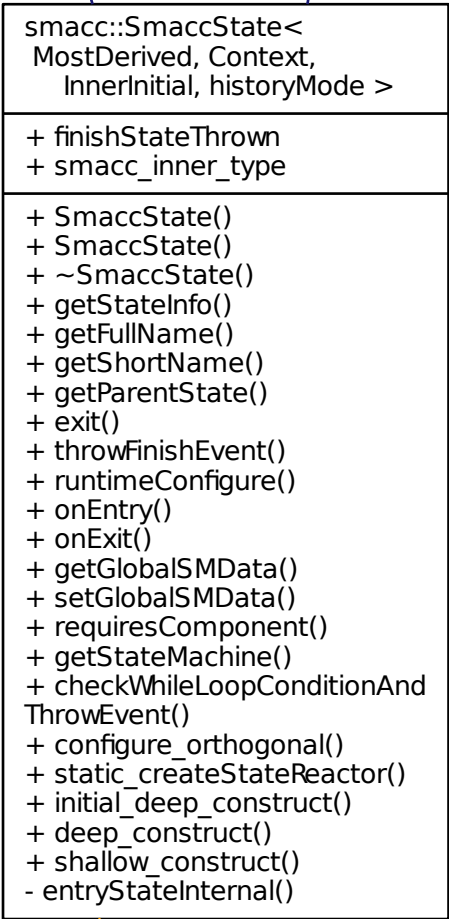 smacc::SmaccState<
MostDerived, Context,
InnerInitial, historyMode >
+ finishStateThrown
+ smacc_inner_type
+ SmaccState()
+ SmaccState()
+ ~SmaccState()
+ getStateInfo()
+ getFullName()
+ getShortName()
+ getParentState()
+ exit()
+ throwFinishEvent()
+ runtimeConfigure()
+ onEntry()
+ onExit()
+ getGlobalSMData()
+ setGlobalSMData()
+ requiresComponent()
+ getStateMachine()
+ checkWhileLoopConditionAnd
ThrowEvent()
+ configure_orthogonal()
+ static_createStateReactor()
+ initial_deep_construct()
+ deep_construct()
+ shallow_construct()
- entryStateInternal()